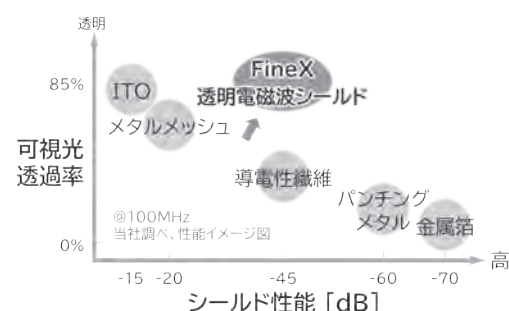 透明
85%
ITO
FineX
透明電磁波シールド
メタルメッシュ
可視光
透過率
導電性繊維
パンチング
メタル
金属箔
@100MHz
当社調べ、性能イメージ図
0%
高
-15 -20 -45 -60 -70
シールド性能[dB]